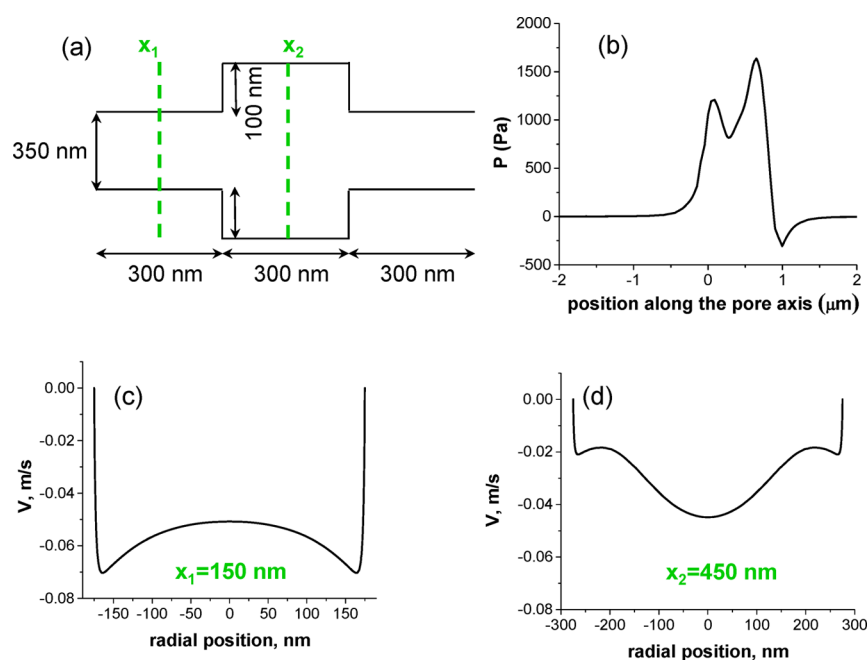 (a)
x1
x2
100 nm
350 nm
300 nm
300 nm
300 nm
(b)
P (Pa)
2000
1500
1000
500
0
-500
-2
-1
0
1
2
position along the pore axis (μm)
(c)
V, m/s
0.00
-0.02
-0.04
-0.06
-0.08
x1=150 nm
-150
-100
-50
0
50
100
150
radial position, nm
(d)
V, m/s
0.00
-0.02
-0.04
-0.06
-0.08
x2=450 nm
-300
-200
-100
0
100
200
300
radial position, nm